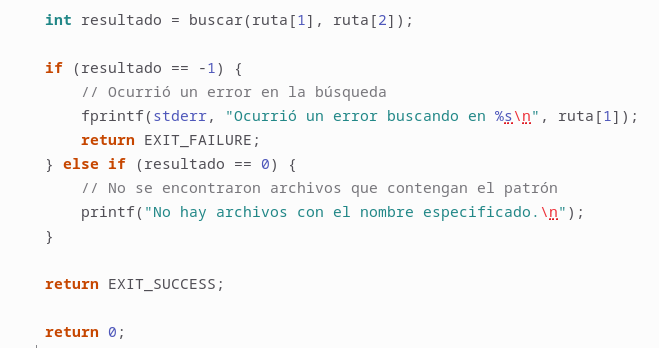 int resultado = buscar(ruta[1], ruta[2]);
if (resultado == -1) {
// Ocurrió un error en la búsqueda
fprintf(stderr, "Ocurrió un error buscando en %s\n", ruta[1]);
return EXIT_FAILURE;
} else if (resultado == 0) {
// No se encontraron archivos que contengan el patrón
printf("No hay archivos con el nombre especificado.\n");
}
return EXIT_SUCCESS;
return 0;